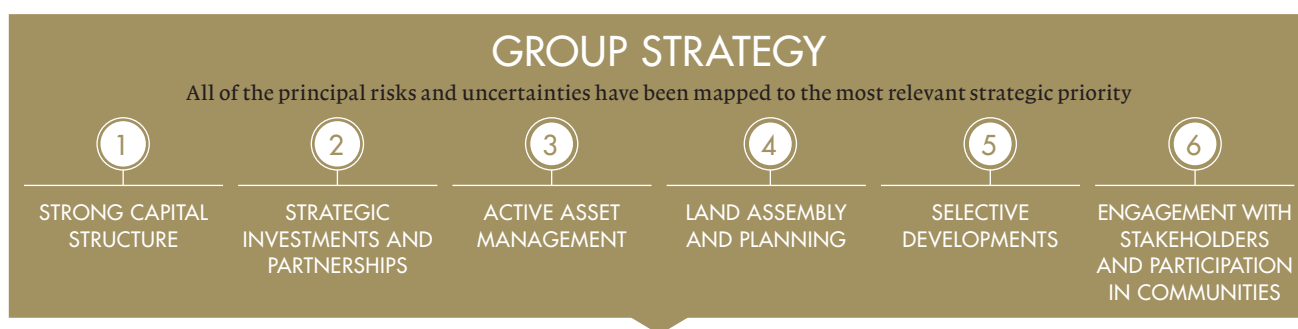 GROUP STRATEGY
All of the principal risks and uncertainties have been mapped to the most relevant strategic priority
1
STRONG CAPITAL
STRUCTURE
2
STRATEGIC
INVESTMENTS AND
PARTNERSHIPS
3
ACTIVE ASSET
MANAGEMENT
4
LAND ASSEMBLY
AND PLANNING
5
SELECTIVE
DEVELOPMENTS
6
ENGAGEMENT WITH
STAKEHOLDERS
AND PARTICIPATION
IN COMMUNITIES